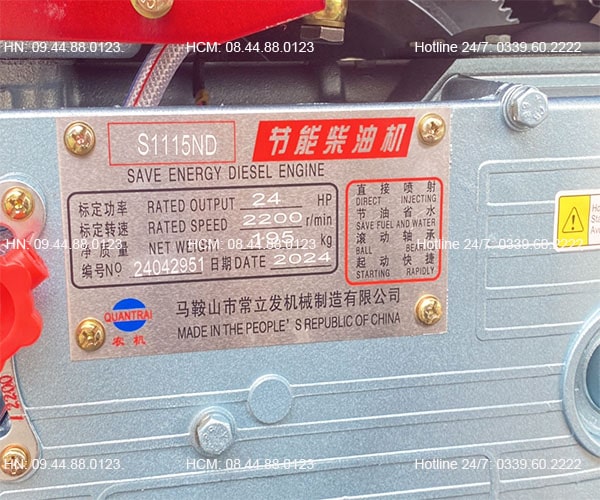 HN: 09.44.88.0123 HCM: 08.44.88.0123 Hotline 24/7: 0339.60.2222
S1115ND 节能柴油机
SAVE ENERGY DIESEL ENGINE
标定功率 RATED OUTPUT 24 HP
标定转速 RATED SPEED 2200 r/min
净质量 NET WEIGHT 195 kg
编号No 24042951 日期DATE 2024
直接喷射
DIRECT INJECTING
节油省水
SAVE FUEL AND WATER
滚动轴承
BALL BEARING
起动快捷
STARTING RAPIDLY
HN: 09.44.88.0123. HCM: 08.44.88.0123 Hotline 24/7: 0339.60.2222
QUANTRAI
农机
马鞍山市常立发机械制造有限公司
MADE IN THE PEOPLE'S REPUBLIC OF CHINA
HN: 09.44.88.0123. HCM: 08.44.88.0123 Hotline 24/7: 0339.60.2222